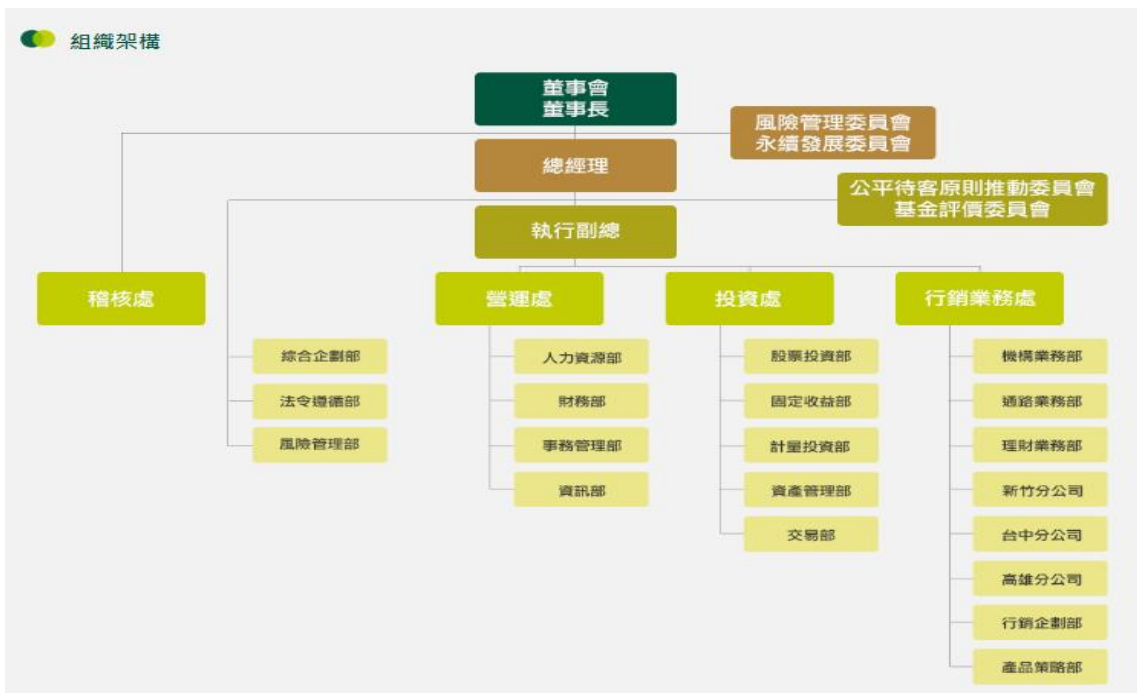 組織架構
董事會
董事長
風險管理委員會
永續發展委員會
總經理
公平待客原則推動委員會
基金評價委員會
執行副總
稽核處
營運處
投資處
行銷業務處
綜合企劃部
法令遵循部
風險管理部
人力資源部
財務部
事務管理部
資訊部
股票投資部
固定收益部
計量投資部
資產管理部
交易部
機構業務部
通路業務部
理財業務部
新竹分公司
台中分公司
高雄分公司
行銷企劃部
產品策略部